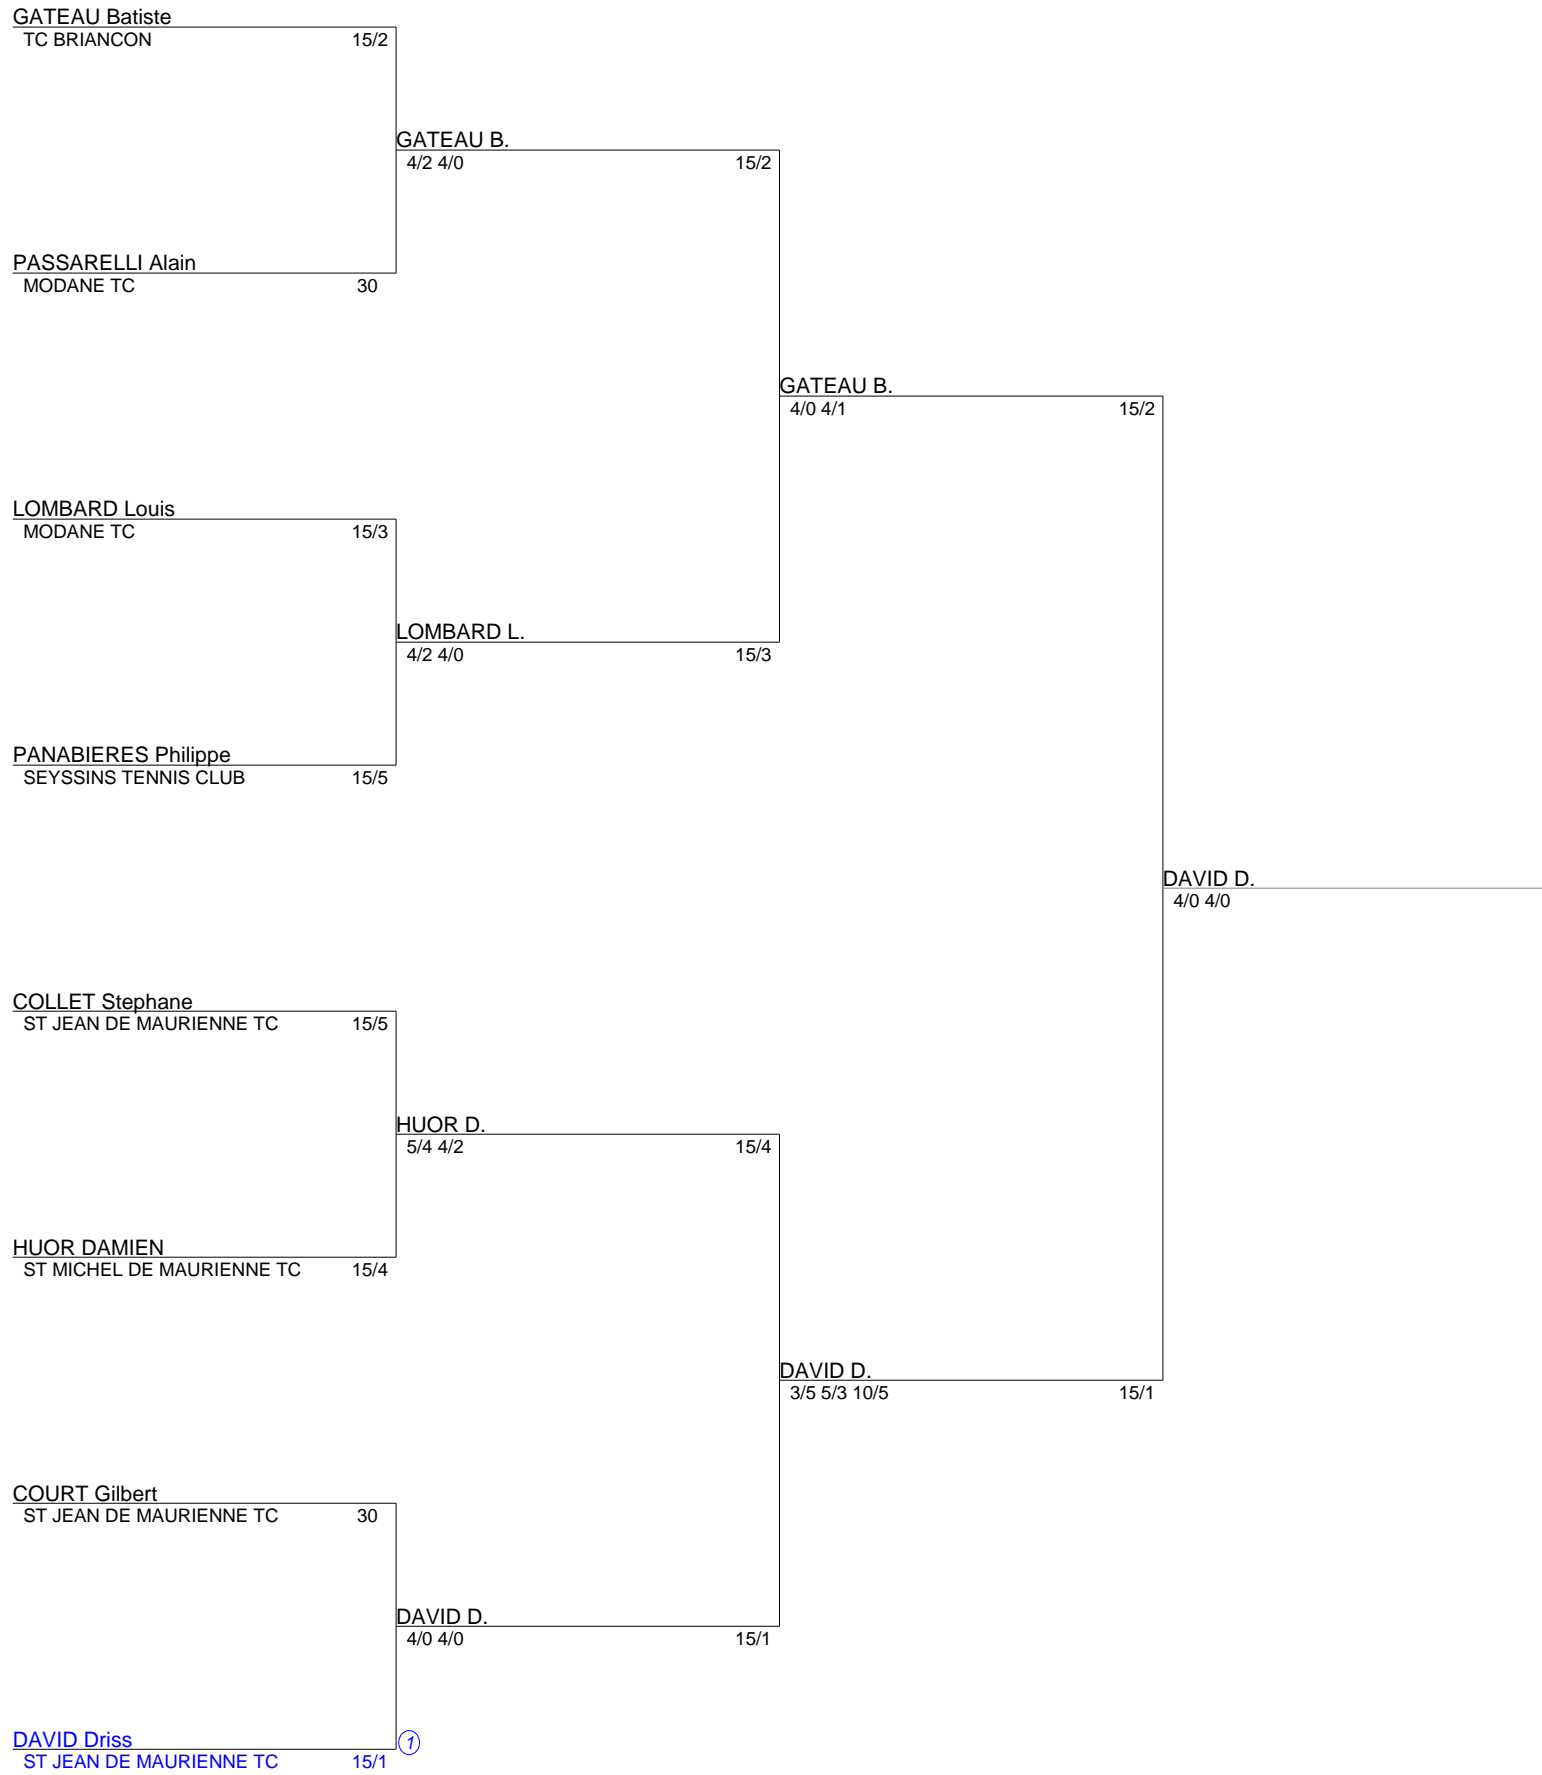 GATEAU Batiste
TC BRIANCON 15/2
GATEAU B.
4/2 4/0 15/2
PASSARELLI Alain
MODANE TC 30
GATEAU B.
4/0 4/1 15/2
LOMBARD Louis
MODANE TC 15/3
LOMBARD L.
4/2 4/0 15/3
PANABIERES Philippe
SEYSSINS TENNIS CLUB 15/5
DAVID D.
4/0 4/0
COLLET Stephane
ST JEAN DE MAURIENNE TC 15/5
HUOR D.
5/4 4/2 15/4
HUOR DAMIEN
ST MICHEL DE MAURIENNE TC 15/4
DAVID D.
3/5 5/3 10/5 15/1
COURT Gilbert
ST JEAN DE MAURIENNE TC 30
DAVID D.
4/0 4/0 15/1
DAVID Driss 1
ST JEAN DE MAURIENNE TC 15/1